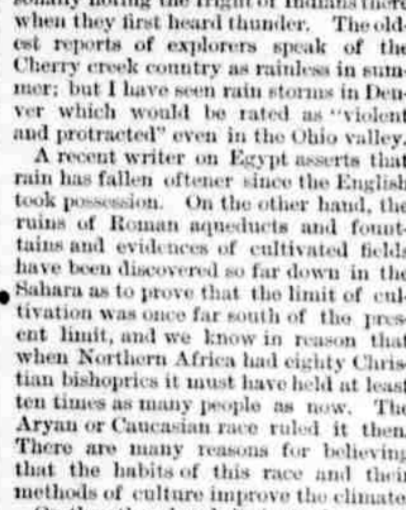 sonally noting the fright of Indians there
when they first heard thunder. The old-
est reports of explorers speak of the
Cherry creek country as rainless in sum-
mer; but I have seen rain storms in Den-
ver which would be rated as "violent
and protracted" even in the Ohio valley.
A recent writer on Egypt asserts that
rain has fallen oftener since the English
took possession. On the other hand, the
ruins of Roman aqueducts and fount-
tains and evidences of cultivated fields
have been discovered so far down in the
Sahara as to prove that the limit of cul-
tivation was once far south of the pres-
ent limit, and we know in reason that
when Northern Africa had eighty Chris-
tian bishoprics it must have held at least
ten times as many people as now. The
Aryan or Caucasian race ruled it then.
There are many reasons for believing
that the habits of this race and their
methods of culture improve the climate